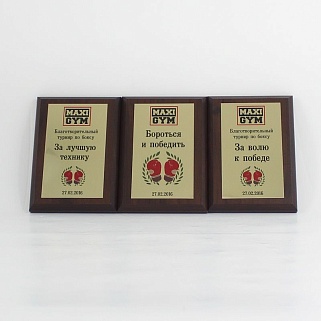 MAXI
GYM
Благотворительный
турнир по боксу
За лучшую
технику
27.02.2016
MAXI
GYM
Бороться
и победить
27.02.2016
MAXI
GYM
Благотворительный
турнир по боксу
За волю
к победе
27.02.2016